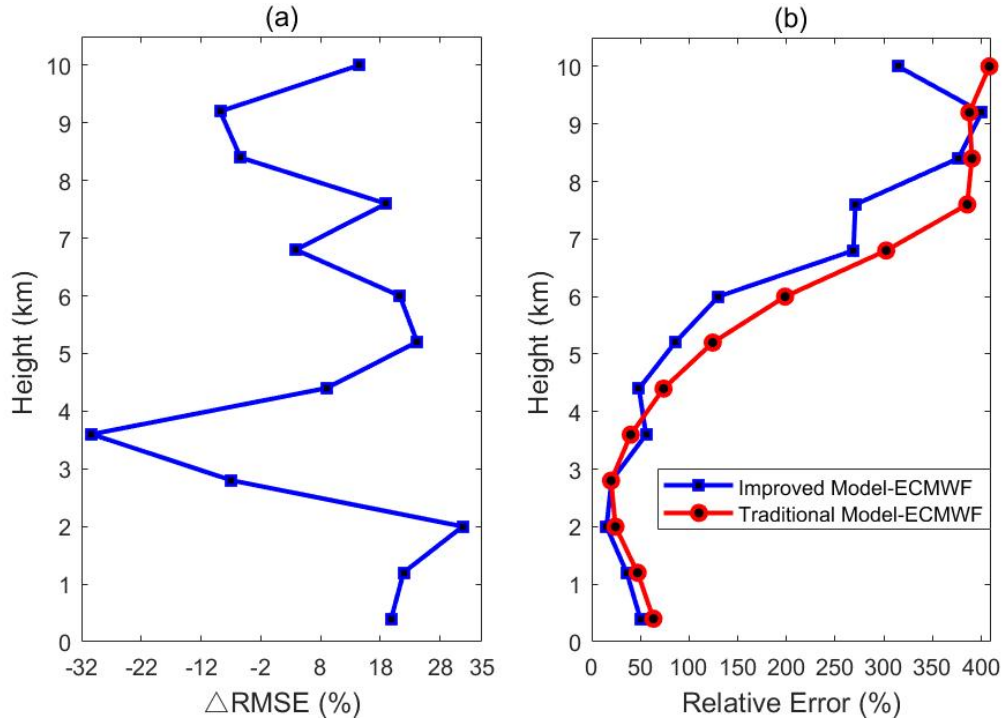 (a)
10
9
8
7
6
5
4
3
2
1
0
Height (km)
-32 -22 -12 -2 8 18 28 35
△RMSE (%)
(b)
10
9
8
7
6
5
4
3
2
1
0
Height (km)
Improved Model-ECMWF
Traditional Model-ECMWF
0 50 100 150 200 250 300 350 400
Relative Error (%)